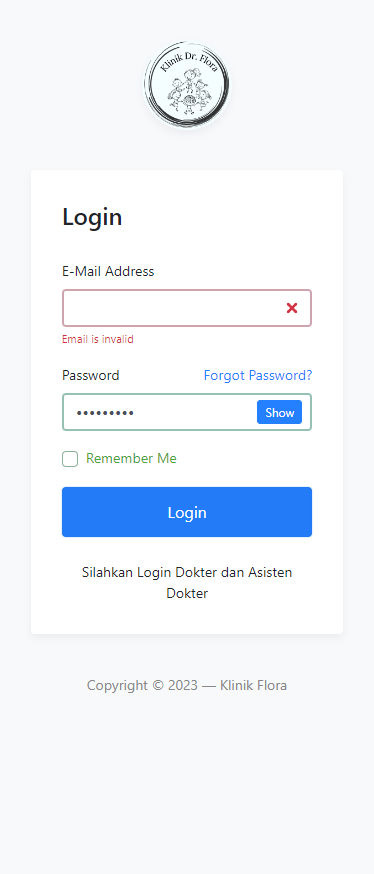 Klinik Dr. Flora
Login
E-Mail Address
Email is invalid
Password Forgot Password?
••••••••• Show
Remember Me
Login
Silahkan Login Dokter dan Asisten
Dokter
Copyright © 2023 — Klinik Flora